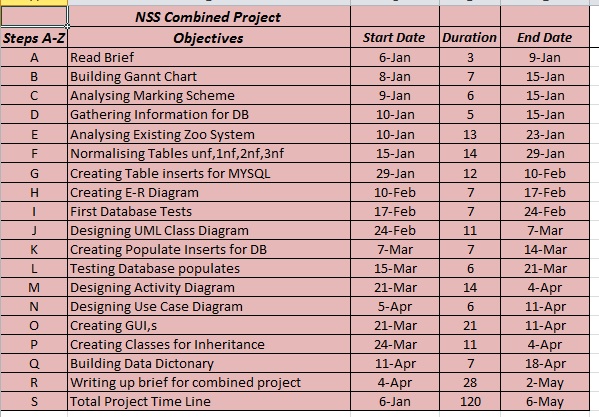 NSS Combined Project
Steps A-Z Objectives Start Date Duration End Date
A Read Brief 6-Jan 3 9-Jan
B Building Gannt Chart 8-Jan 7 15-Jan
C Analysing Marking Scheme 9-Jan 6 15-Jan
D Gathering Information for DB 10-Jan 5 15-Jan
E Analysing Existing Zoo System 10-Jan 13 23-Jan
F Normalising Tables unf,1nf,2nf,3nf 15-Jan 14 29-Jan
G Creating Table inserts for MYSQL 29-Jan 12 10-Feb
H Creating E-R Diagram 10-Feb 7 17-Feb
I First Database Tests 17-Feb 7 24-Feb
J Designing UML Class Diagram 24-Feb 11 7-Mar
K Creating Populate Inserts for DB 7-Mar 7 14-Mar
L Testing Database populates 15-Mar 6 21-Mar
M Designing Activity Diagram 21-Mar 14 4-Apr
N Designing Use Case Diagram 5-Apr 6 11-Apr
O Creating GUI,s 21-Mar 21 11-Apr
P Creating Classes for Inheritance 24-Mar 11 4-Apr
Q Building Data Dictonary 11-Apr 7 18-Apr
R Writing up brief for combined project 4-Apr 28 2-May
S Total Project Time Line 6-Jan 120 6-May